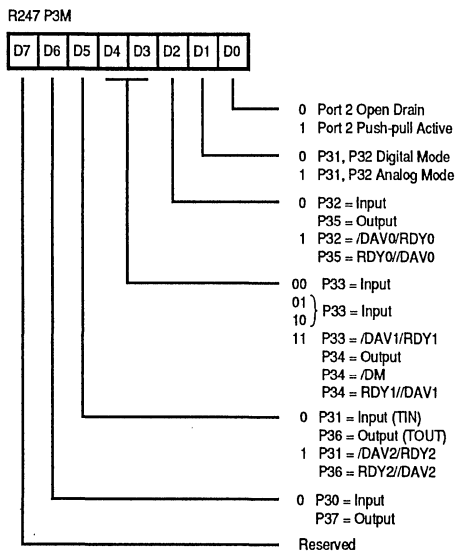 R247 P3M
D7 D6 D5 D4 D3 D2 D1 D0
0 Port 2 Open Drain
1 Port 2 Push-pull Active
0 P31, P32 Digital Mode
1 P31, P32 Analog Mode
0 P32 = Input
P35 = Output
1 P32 = /DAV0/RDY0
P35 = RDY0//DAV0
00 P33 = Input
01
10 } P33 = Input
11 P33 = /DAV1/RDY1
P34 = Output
P34 = /DM
P34 = RDY1//DAV1
0 P31 = Input (TIN)
P36 = Output (TOUT)
1 P31 = /DAV2/RDY2
P36 = RDY2//DAV2
0 P30 = Input
P37 = Output
Reserved